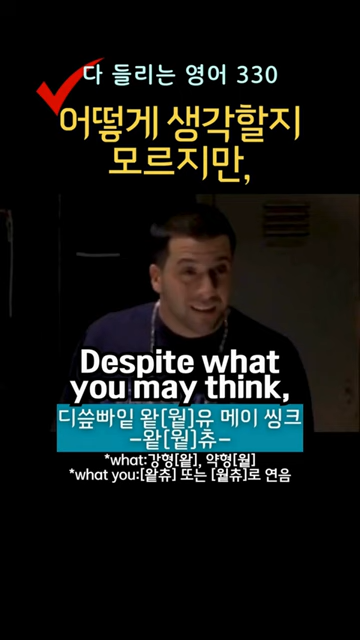 다 들리는 영어 330
어떻게 생각할지
모르지만,
Despite what
you may think,
디쓮빠잍 왙[웥]유 메이 씽크
–왙[웥]츄–
*what:강형[왙], 약형[웥]
*what you:[왙츄] 또는 [웥츄]로 연음